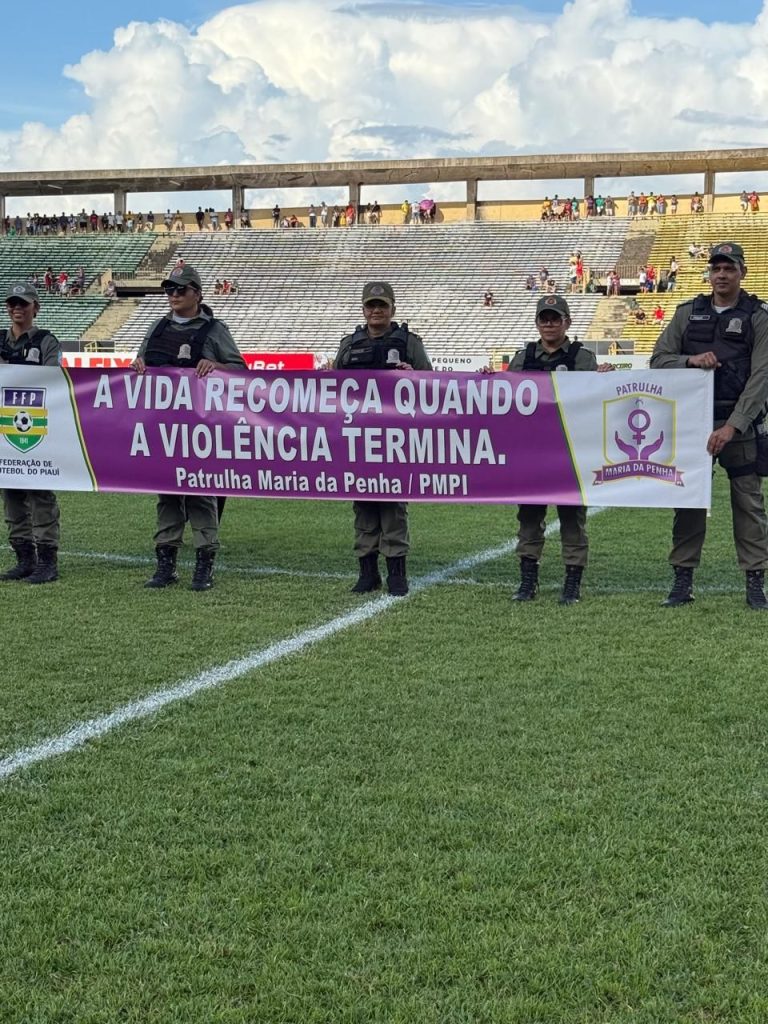 FFP
1941
FEDERAÇÃO DE
FUTEBOL DO PIAUÍ
A VIDA RECOMEÇA QUANDO
A VIOLÊNCIA TERMINA.
Patrulha Maria da Penha / PMPI
PATRULHA
MARIA DA PENHA
PEQUENO